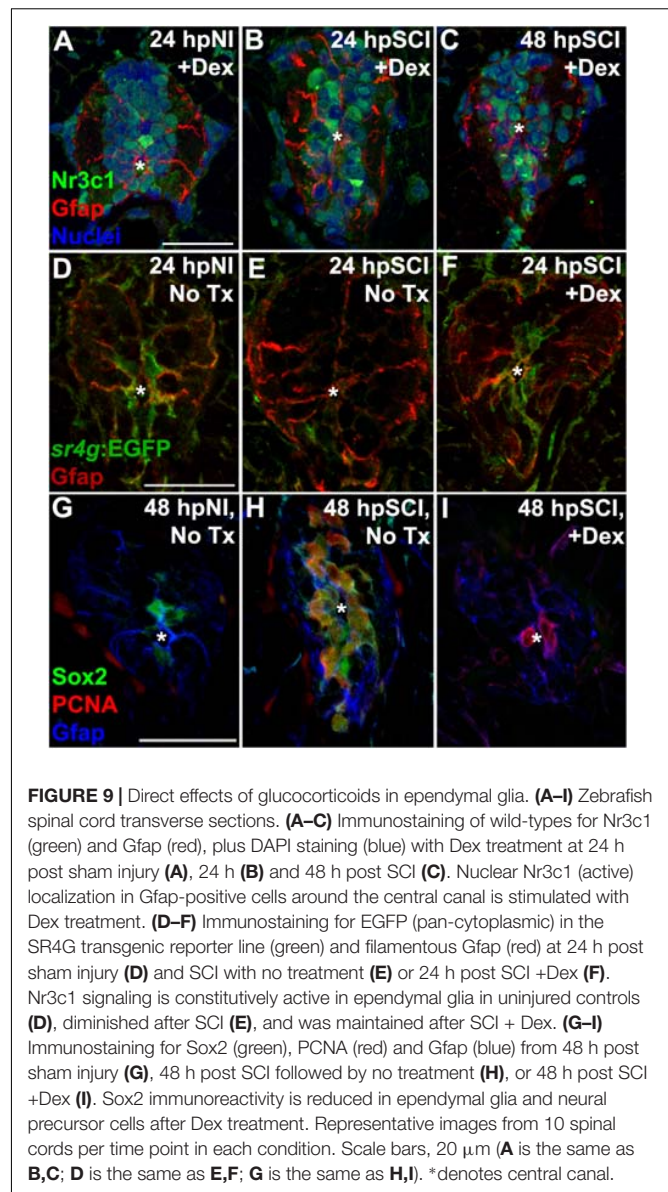 A 24 hpNI +Dex
B 24 hpSCI +Dex
C 48 hpSCI +Dex
*
*
*
Nr3c1
Gfap
Nuclei
D 24 hpNI No Tx
E 24 hpSCI No Tx
F 24 hpSCI +Dex
*
*
*
sr4g:EGFP
Gfap
G 48 hpNI, No Tx
H 48 hpSCI, No Tx
I 48 hpSCI, +Dex
*
*
*
Sox2
PCNA
Gfap
FIGURE 9 | Direct effects of glucocorticoids in ependymal glia. (A–I) Zebrafish
spinal cord transverse sections. (A–C) Immunostaining of wild-types for Nr3c1
(green) and Gfap (red), plus DAPI staining (blue) with Dex treatment at 24 h
post sham injury (A), 24 h (B) and 48 h post SCI (C). Nuclear Nr3c1 (active)
localization in Gfap-positive cells around the central canal is stimulated with
Dex treatment. (D–F) Immunostaining for EGFP (pan-cytoplasmic) in the
SR4G transgenic reporter line (green) and filamentous Gfap (red) at 24 h post
sham injury (D) and SCI with no treatment (E) or 24 h post SCI +Dex (F).
Nr3c1 signaling is constitutively active in ependymal glia in uninjured controls
(D), diminished after SCI (E), and was maintained after SCI + Dex. (G–I)
Immunostaining for Sox2 (green), PCNA (red) and Gfap (blue) from 48 h post
sham injury (G), 48 h post SCI followed by no treatment (H), or 48 h post SCI
+Dex (I). Sox2 immunoreactivity is reduced in ependymal glia and neural
precursor cells after Dex treatment. Representative images from 10 spinal
cords per time point in each condition. Scale bars, 20 μm (A is the same as
B,C; D is the same as E,F; G is the same as H,I). *denotes central canal.